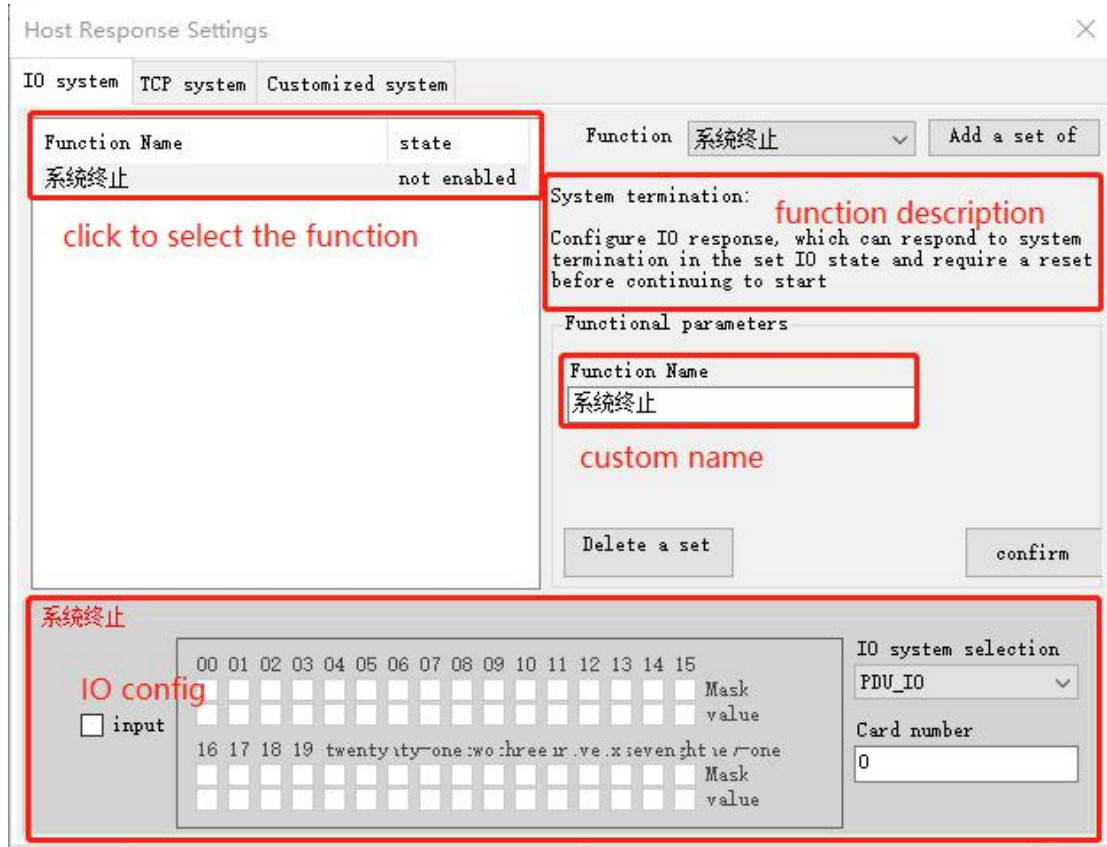 Host Response Settings
IO system TCP system Customized system
Function Name state
系统终止 not enabled
click to select the function
Function 系统终止 Add a set of
System termination:
function description
Configure IO response, which can respond to system
termination in the set IO state and require a reset
before continuing to start
Functional parameters
Function Name
系统终止
custom name
Delete a set confirm
系统终止
IO config
input
00 01 02 03 04 05 06 07 08 09 10 11 12 13 14 15
Mask
value
16 17 18 19 twenty
Mask
value
IO system selection
PDU_IO
Card number
0